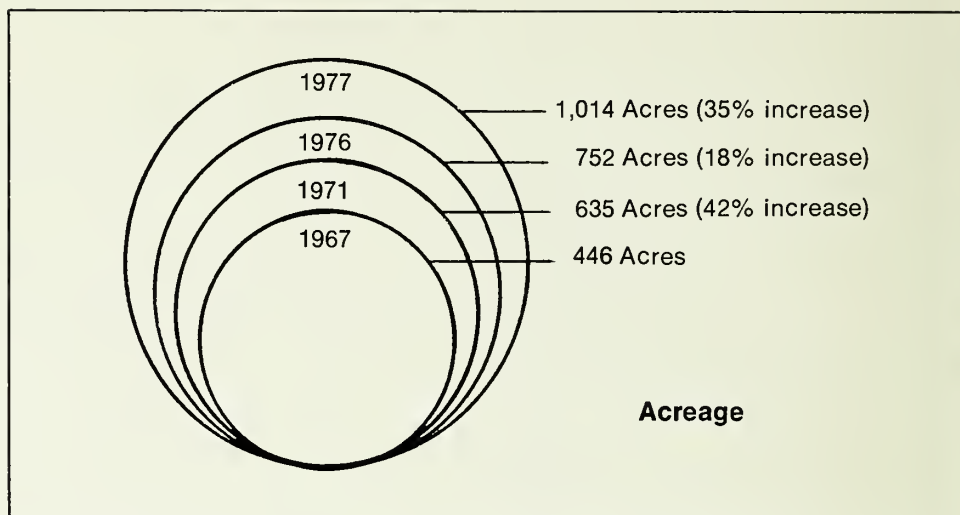 1977
1,014 Acres (35% increase)
1976
752 Acres (18% increase)
1971
635 Acres (42% increase)
1967
446 Acres
Acreage